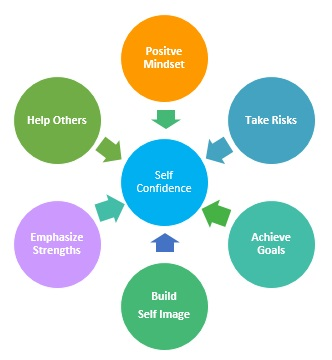 Positve
Mindset
Help Others
Take Risks
Self
Confidence
Emphasize
Strengths
Achieve
Goals
Build
Self Image